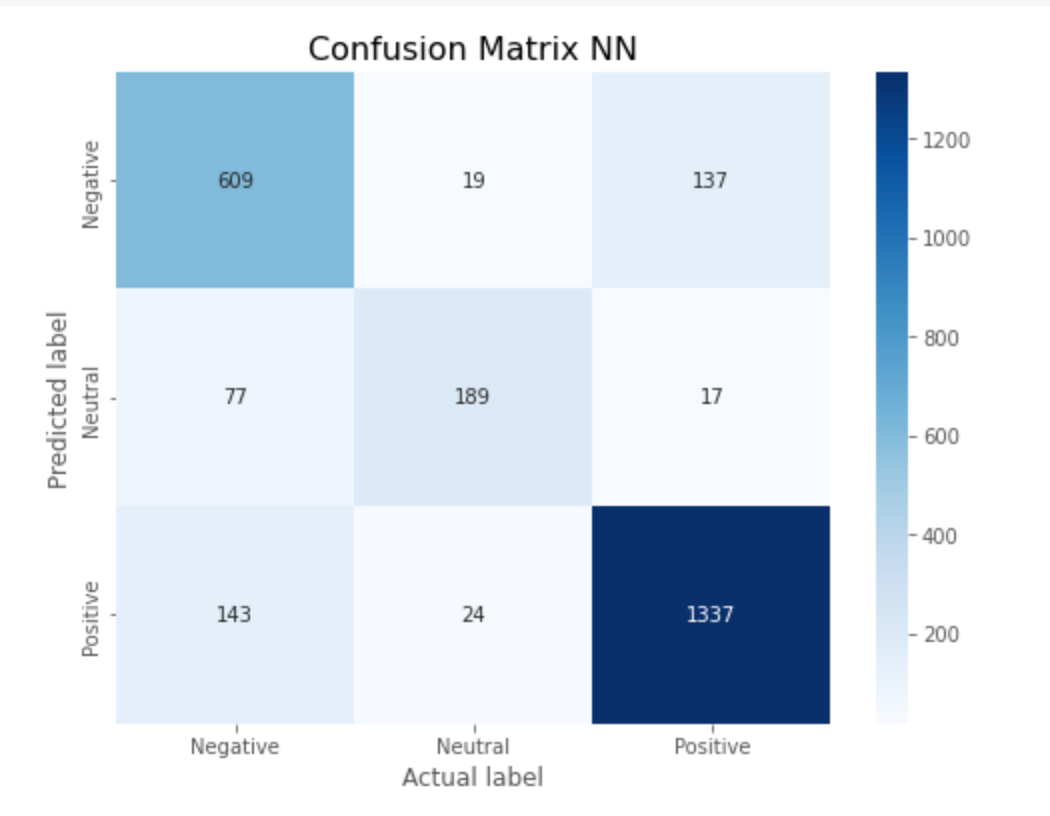 Confusion Matrix NN
Predicted label
Negative
609 19 137
Neutral
77 189 17
Positive
143 24 1337
Negative Neutral Positive
Actual label
1200
1000
800
600
400
200